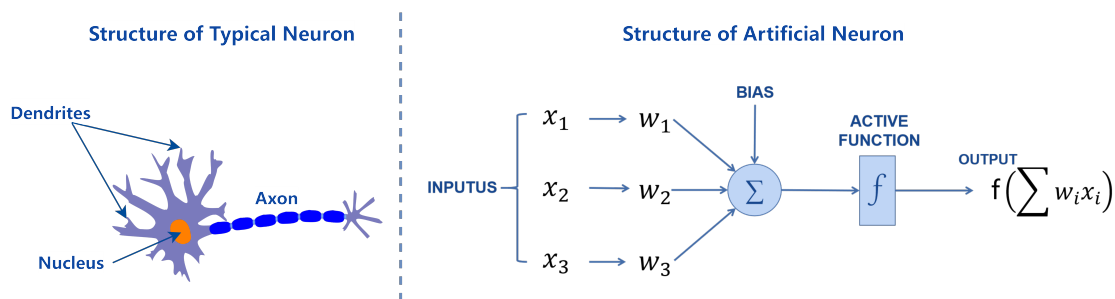 Structure of Typical Neuron
Dendrites
Axon
Nucleus
Structure of Artificial Neuron
BIAS
x₁ w₁
ACTIVE
FUNCTION
INPUTUS x₂ w₂ Σ f OUTPUT f(∑ wᵢxᵢ)
x₃ w₃